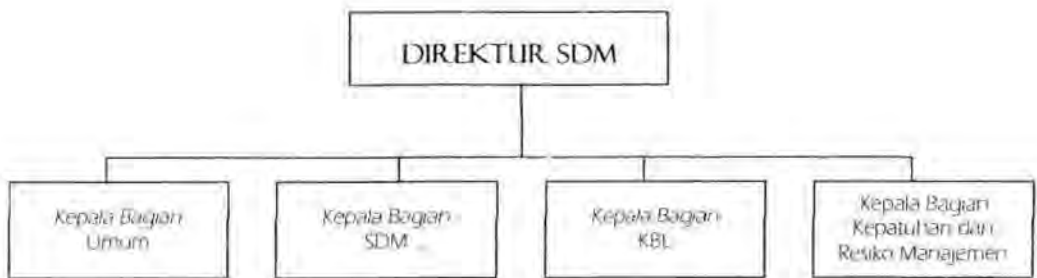 DIREKTUR SDM
Kepala Bagian
Umum
Kepala Bagian
SDM
Kepala Bagian
KBL
Kepala Bagian
Kepatuhan dan
Resiko Manajemen